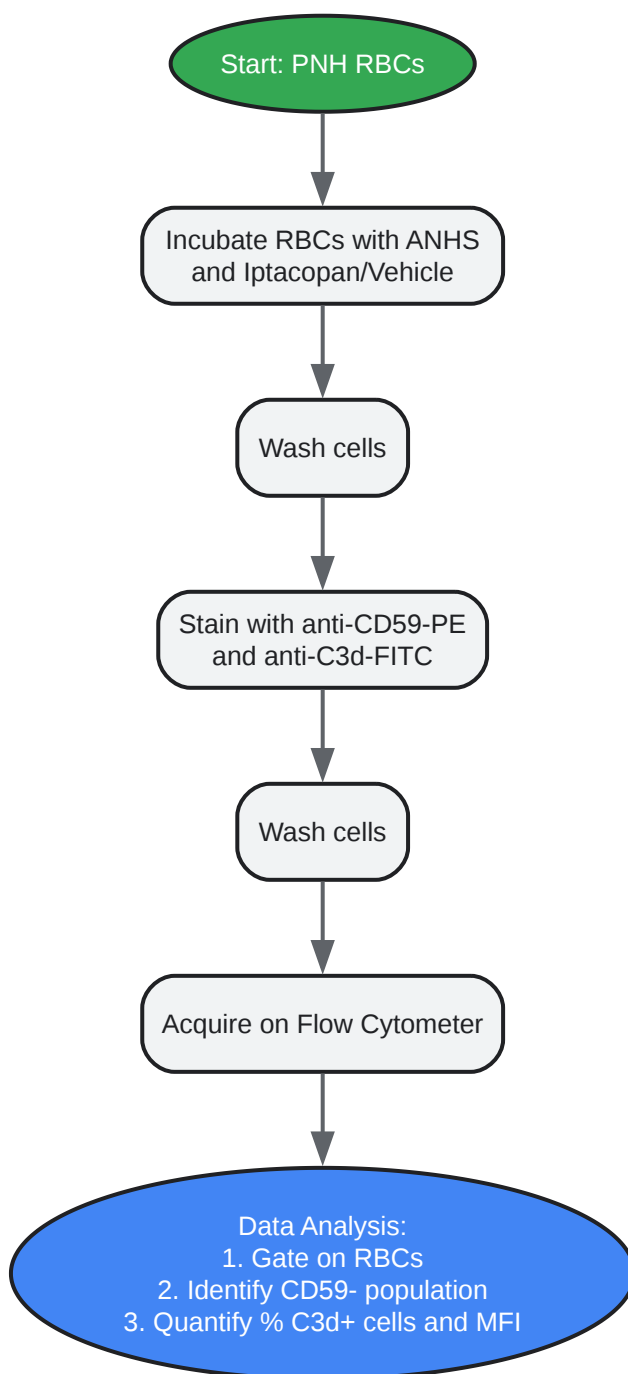 Start: PNH RBCs
Incubate RBCs with ANHS
and Iptacopan/Vehicle
Wash cells
Stain with anti-CD59-PE
and anti-C3d-FITC
Wash cells
Acquire on Flow Cytometer
Data Analysis:
1. Gate on RBCs
2. Identify CD59- population
3. Quantify % C3d+ cells and MFI